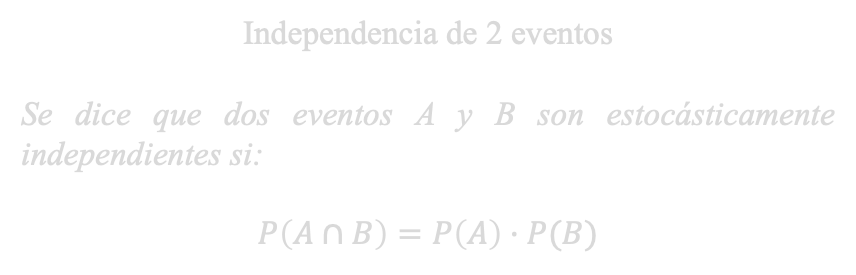 Independencia de 2 eventos
Se dice que dos eventos A y B son estocásticamente
independientes si:
P(A ∩ B) = P(A) · P(B)